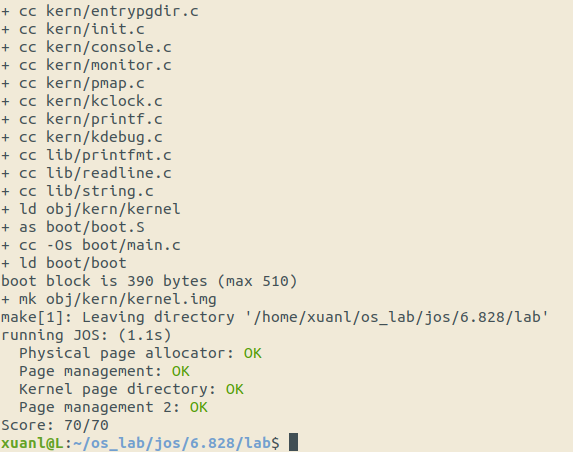 + cc kern/entrypgdir.c
+ cc kern/init.c
+ cc kern/console.c
+ cc kern/monitor.c
+ cc kern/pmap.c
+ cc kern/kclock.c
+ cc kern/printf.c
+ cc kern/kdebug.c
+ cc lib/printfmt.c
+ cc lib/readline.c
+ cc lib/string.c
+ ld obj/kern/kernel
+ as boot/boot.S
+ cc -Os boot/main.c
+ ld boot/boot
boot block is 390 bytes (max 510)
+ mk obj/kern/kernel.img
make[1]: Leaving directory '/home/xuanl/os_lab/jos/6.828/lab'
running JOS: (1.1s)
  Physical page allocator: OK
  Page management: OK
  Kernel page directory: OK
  Page management 2: OK
Score: 70/70
xuanl@L:~/os_lab/jos/6.828/lab$